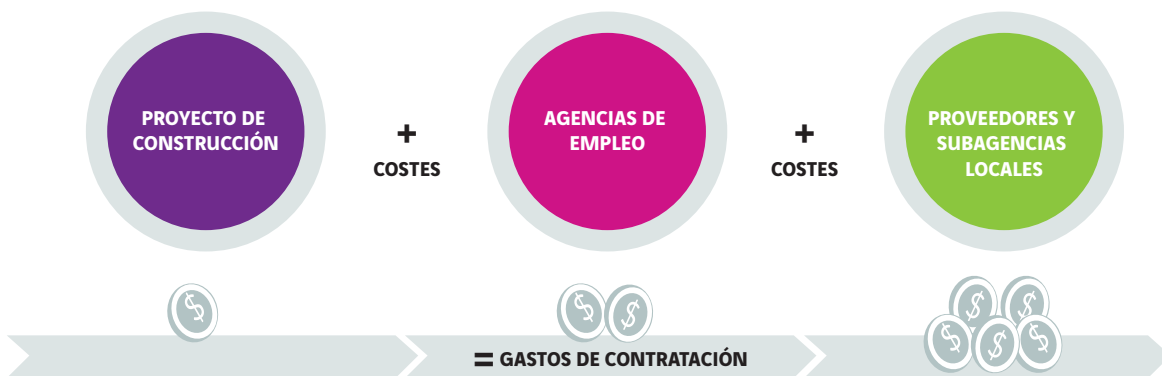 PROYECTO DE
CONSTRUCCIÓN
+
COSTES
AGENCIAS DE
EMPLEO
+
COSTES
PROVEEDORES Y
SUBAGENCIAS
LOCALES
$
$ $
$ $
$ $ $
= GASTOS DE CONTRATACIÓN